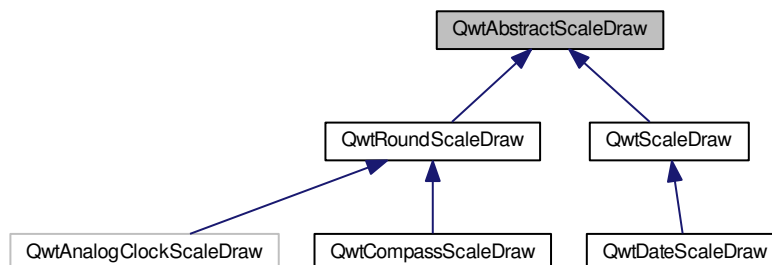 QwtAbstractScaleDraw
QwtRoundScaleDraw
QwtScaleDraw
QwtAnalogClockScaleDraw
QwtCompassScaleDraw
QwtDateScaleDraw